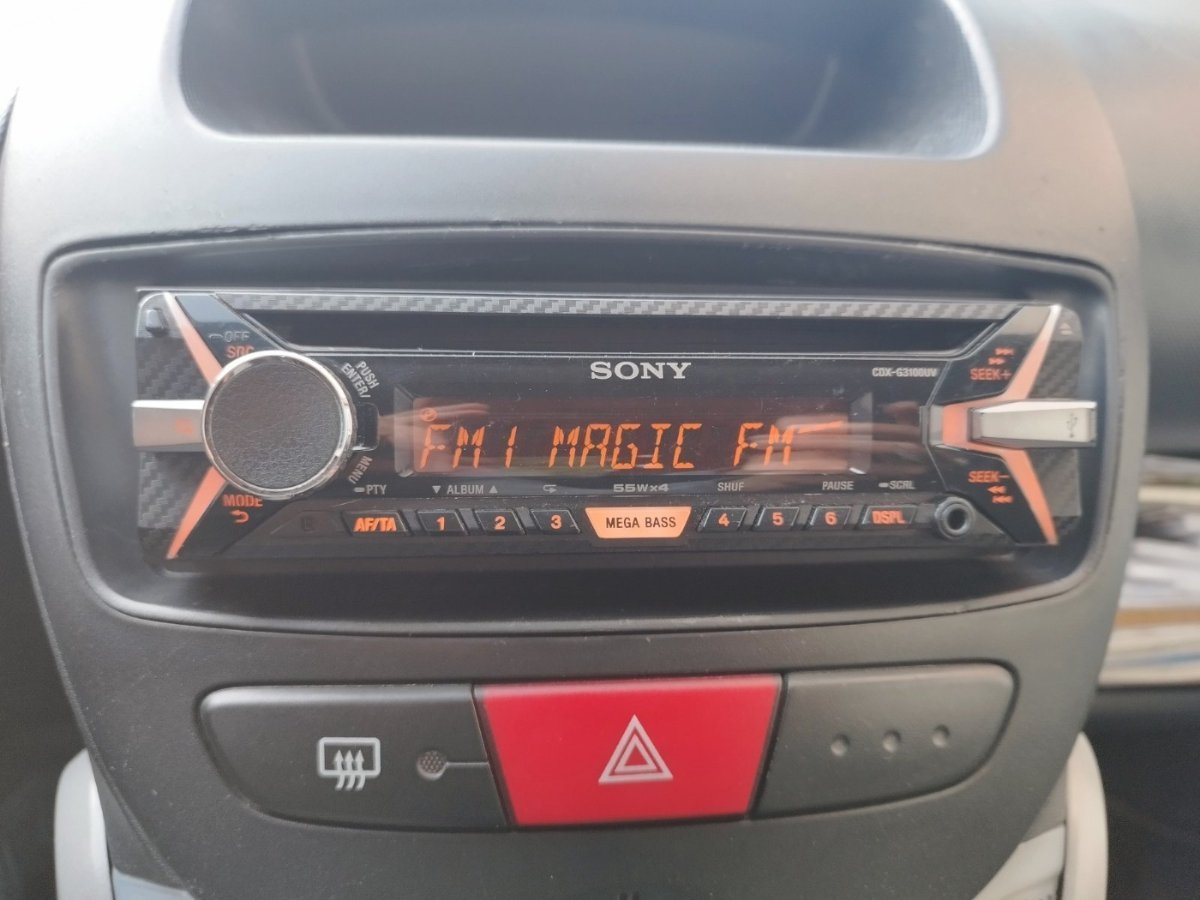 OFF
SRC
PUSH
ENTER/
MENU
SONY
CDX-G3100UV
SEEK+
FM1 MAGIC FM
SEEK-
MODE
PTY
ALBUM
55W×4
SHUF
PAUSE
SCRL
AF/TA
1
2
3
MEGA BASS
4
5
6
DSPL